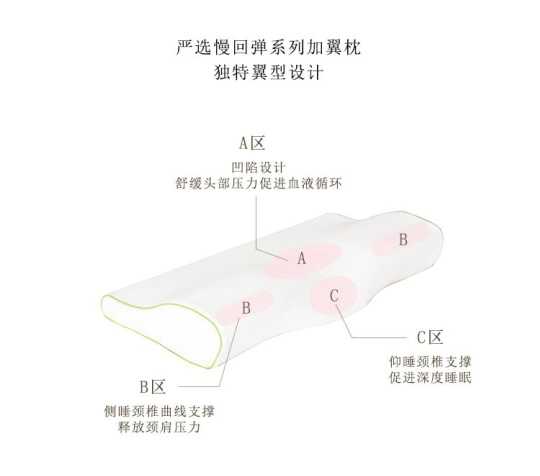 严选慢回弹系列加翼枕
独特翼型设计
A区
凹陷设计
舒缓头部压力促进血液循环
A
B
B
C
C区
仰睡颈椎支撑
促进深度睡眠
B区
侧睡颈椎曲线支撑
释放颈肩压力